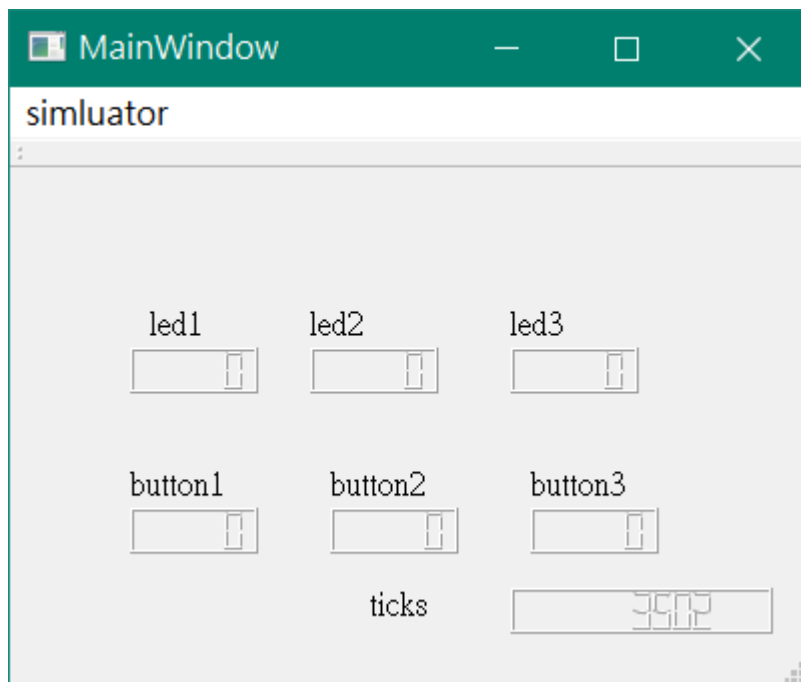 MainWindow
simluator
led1 led2 led3
0 0 0
button1 button2 button3
0 0 0
ticks 3502